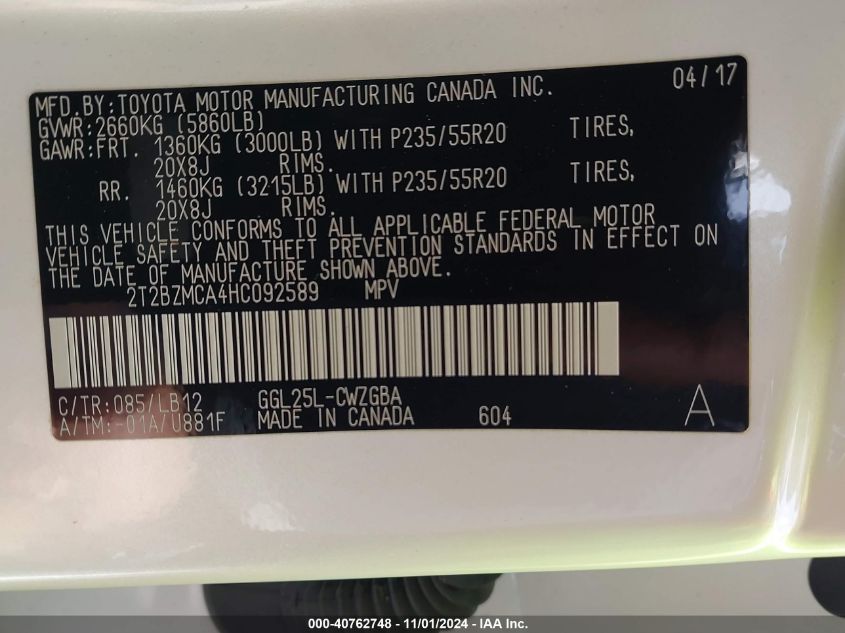 MFD.BY:TOYOTA MOTOR MANUFACTURING CANADA INC. 04/17
GVWR:2660KG (5860LB)
GAWR:FRT. 1360KG (3000LB) WITH P235/55R20 TIRES,
20X8J RIMS.
RR. 1460KG (3215LB) WITH P235/55R20 TIRES,
20X8J RIMS.
THIS VEHICLE CONFORMS TO ALL APPLICABLE FEDERAL MOTOR
VEHICLE SAFETY AND THEFT PREVENTION STANDARDS IN EFFECT ON
THE DATE OF MANUFACTURE SHOWN ABOVE.
2T2BZMCA4HC092589 MPV
C/TR:085/LB12 GGL25L-CWZGBA
A/TM:-01A/U881F MADE IN CANADA 604 A
000-40762748 - 11/01/2024 - IAA Inc.